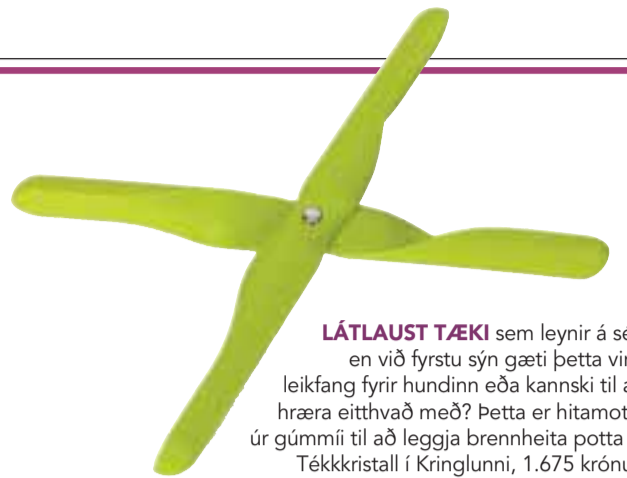 LÁTLAUST TÆKI sem leynir á
en við fyrstu sýn gæti þetta
leikfang fyrir hundinn eða kannski til
hræra eitthvað með? Þetta er
úr gúmmíi til að leggja brennheita potta
Tékkkristall í Kringlunni, 1.675